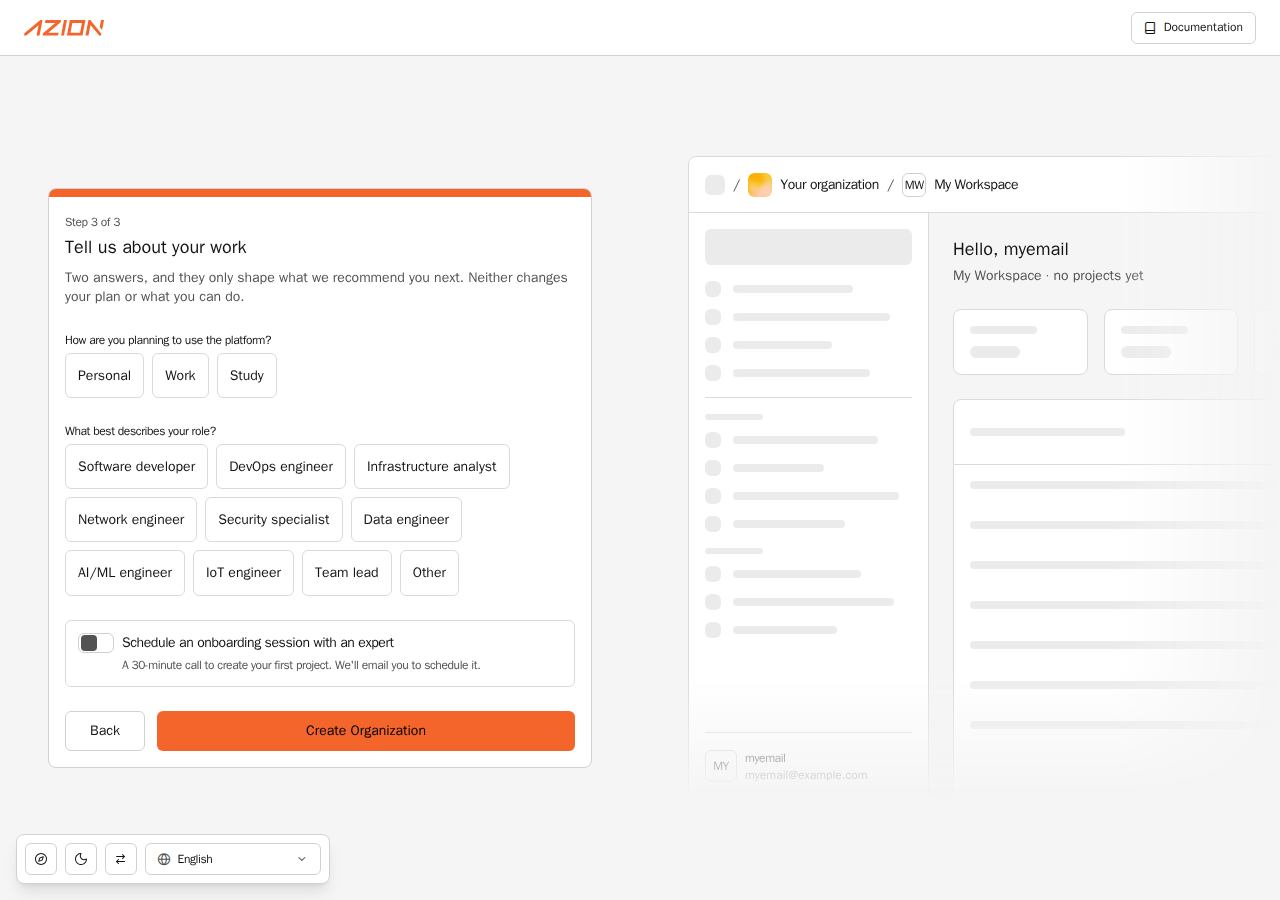 AZION
Documentation
Step 3 of 3
Tell us about your work
Two answers, and they only shape what we recommend you next. Neither changes
your plan or what you can do.
How are you planning to use the platform?
Personal
Work
Study
What best describes your role?
Software developer
DevOps engineer
Infrastructure analyst
Network engineer
Security specialist
Data engineer
AI/ML engineer
IoT engineer
Team lead
Other
Schedule an onboarding session with an expert
A 30-minute call to create your first project. We'll email you to schedule it.
Back
Create Organization
/ Your organization / MW My Workspace
Hello, myemail
My Workspace · no projects yet
MY
myemail
myemail@example.com
English